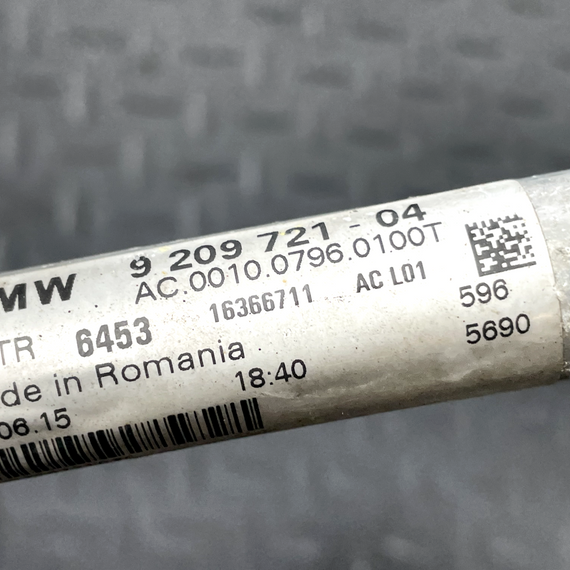 MW 9 209 721 - 04
AC.0010.0796.0100T
16366711 AC L01 596
TR 6453 5690
de in Romania
06.15 18:40